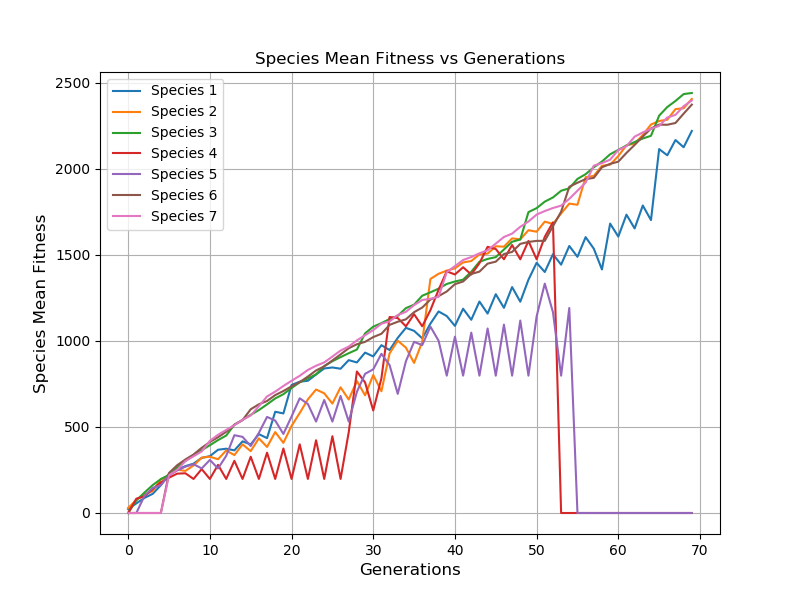 Species Mean Fitness vs Generations
Species Mean Fitness
2500
2000
1500
1000
500
0
Species 1
Species 2
Species 3
Species 4
Species 5
Species 6
Species 7
0 10 20 30 40 50 60 70
Generations